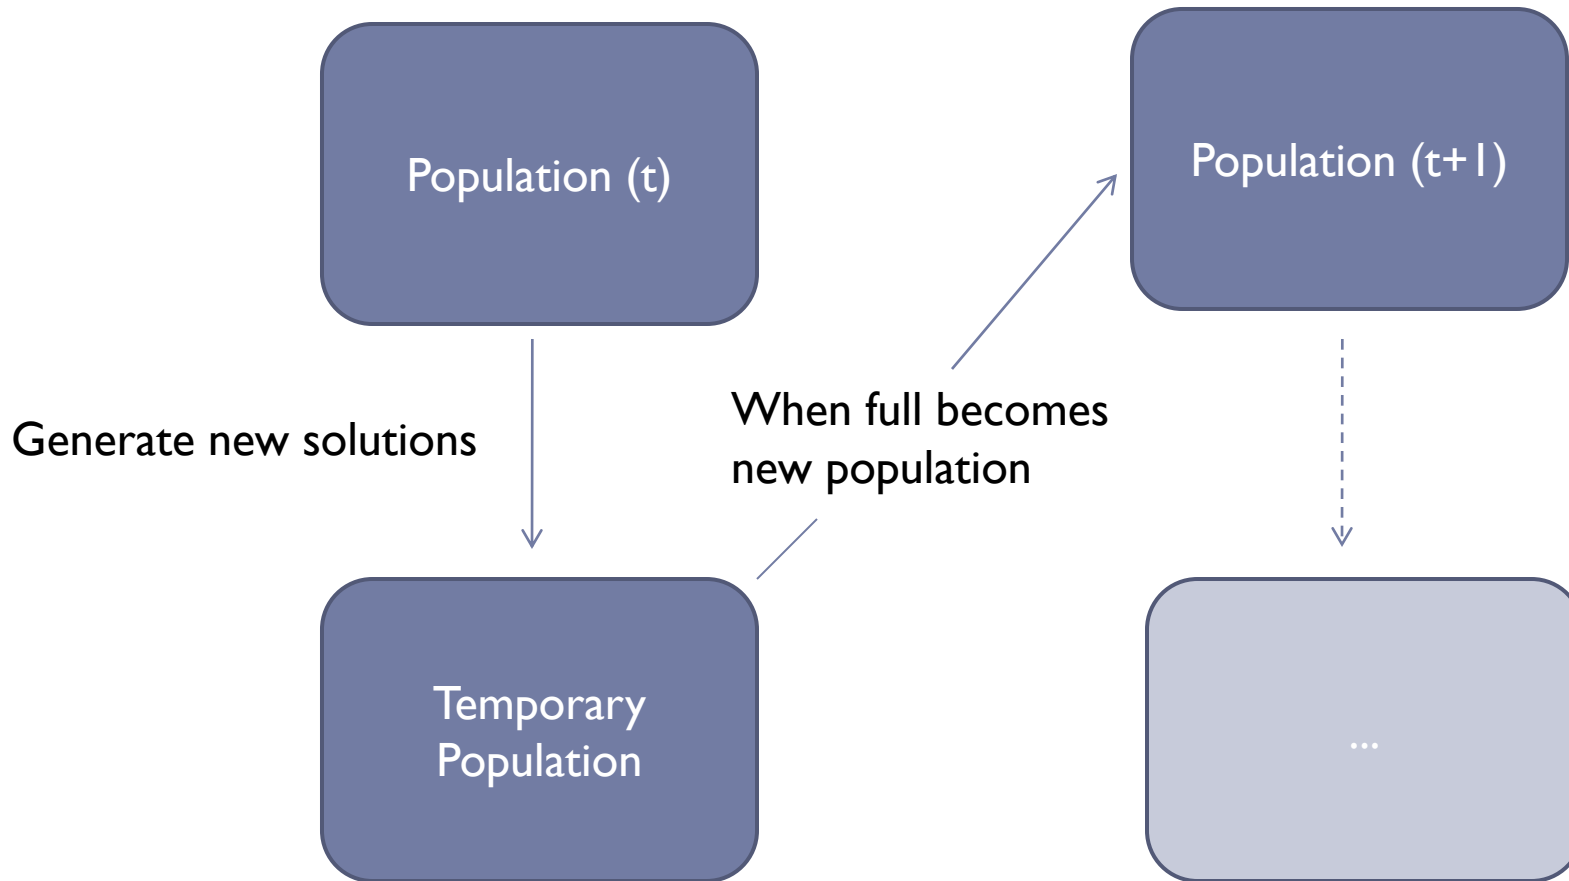 Population (t)
Population (t+1)
Generate new solutions
When full becomes
new population
Temporary
Population
...